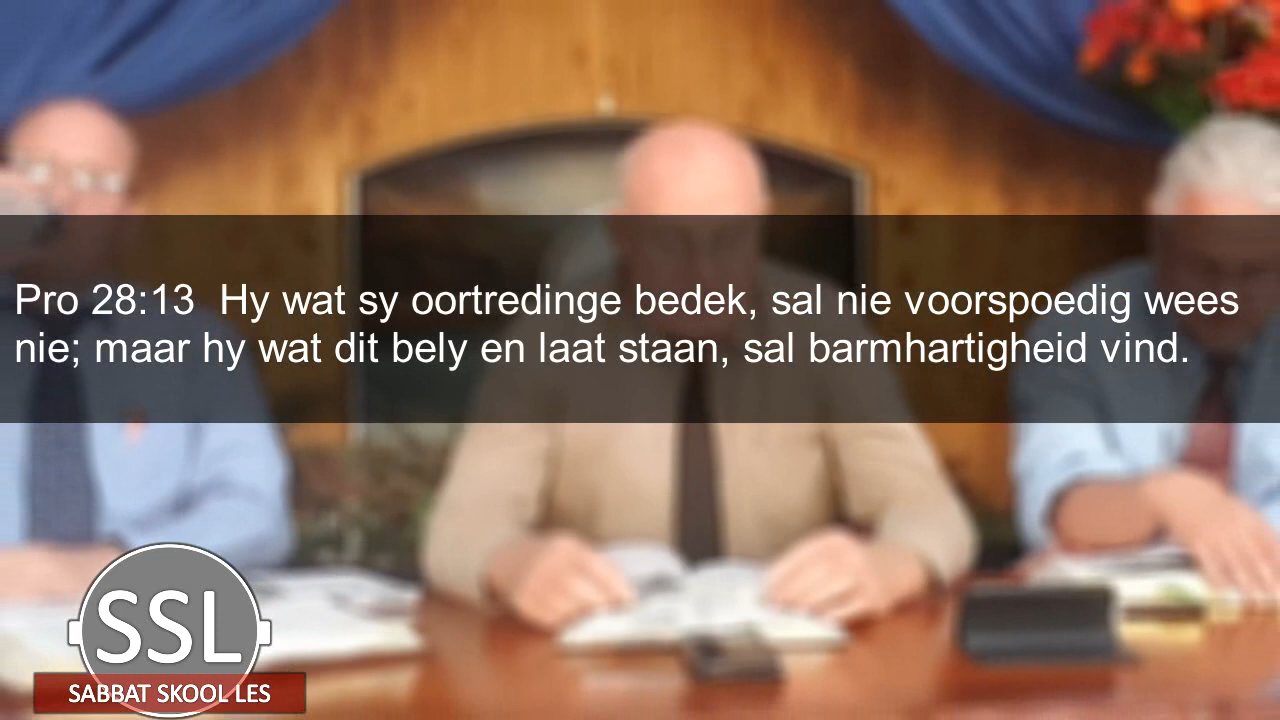 Pro 28:13  Hy wat sy oortredinge bedek, sal nie voorspoedig wees
nie; maar hy wat dit bely en laat staan, sal barmhartigheid vind.
SSL
SABBAT SKOOL LES